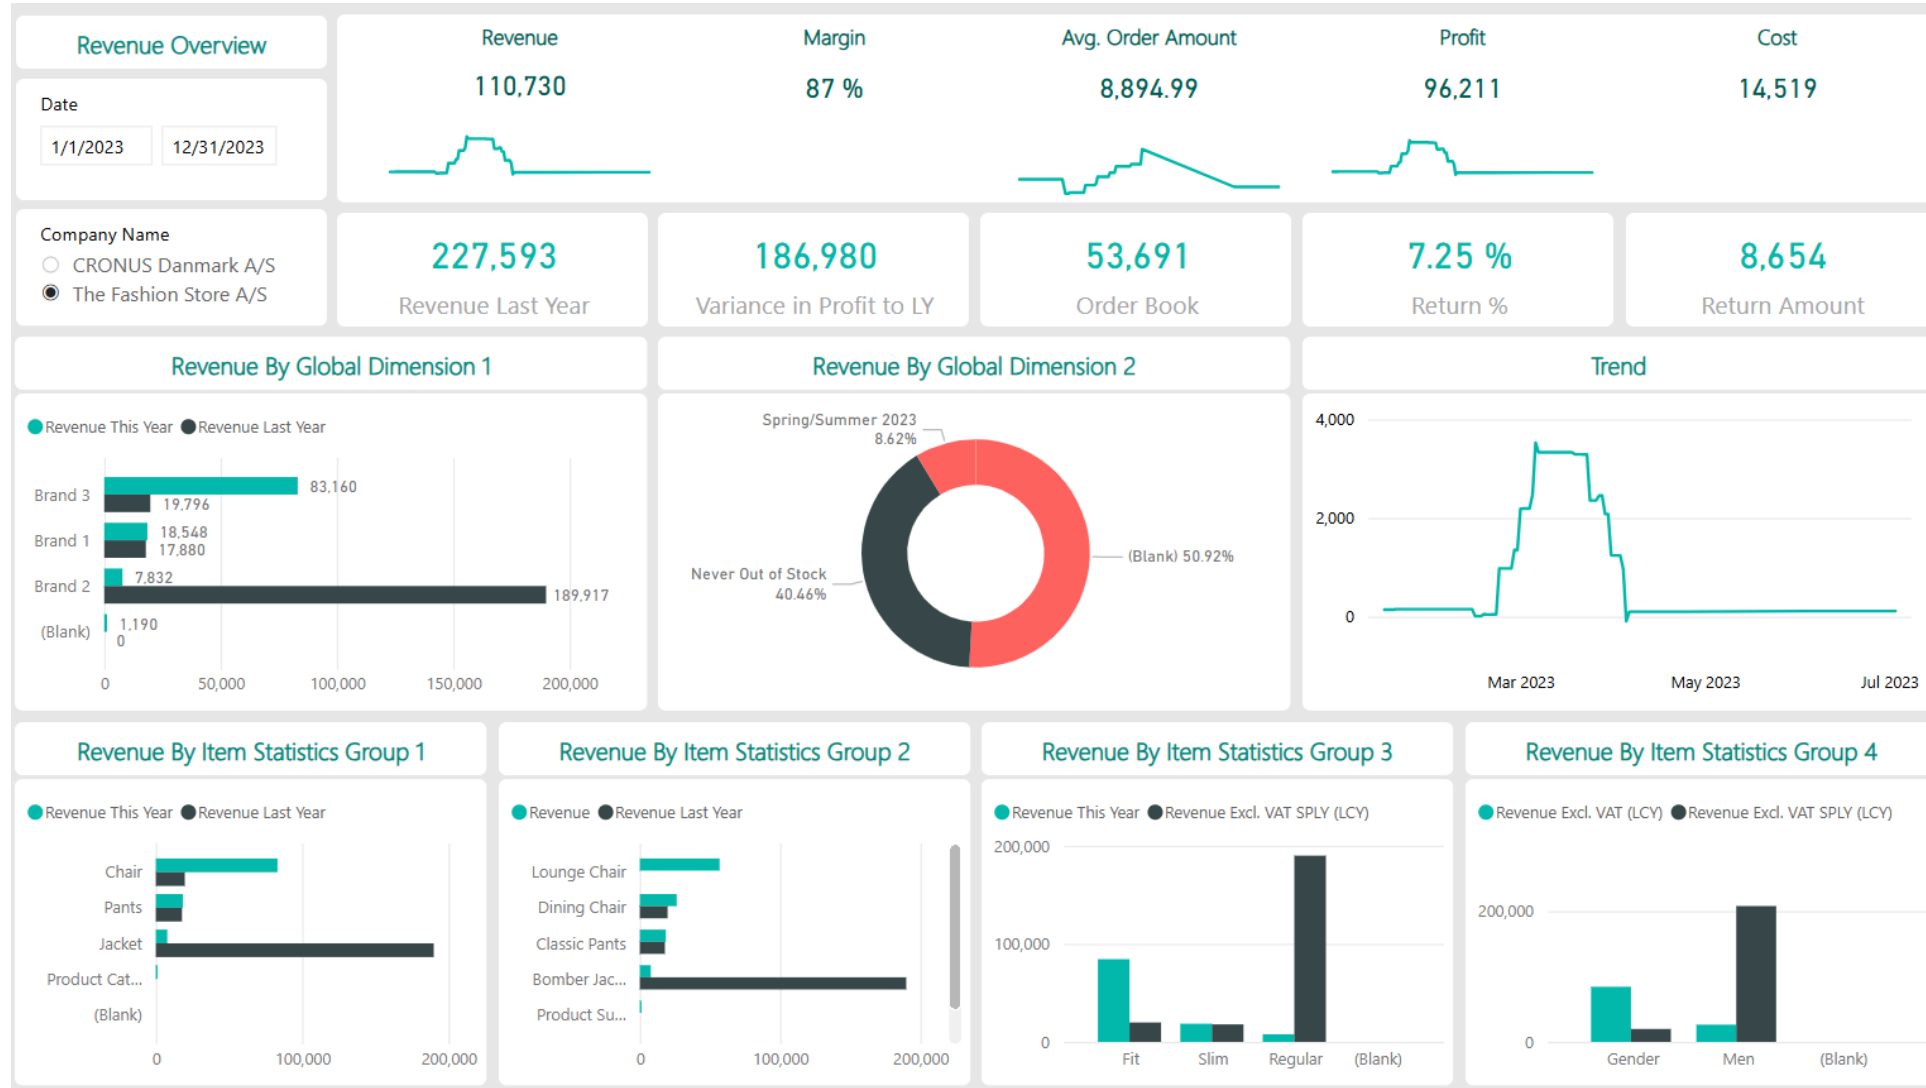 Revenue Overview
Date
1/1/2023 12/31/2023
Company Name
CRONUS Danmark A/S
The Fashion Store A/S
Revenue
110,730
Margin
87 %
Avg. Order Amount
8,894.99
Profit
96,211
Cost
14,519
227,593
Revenue Last Year
186,980
Variance in Profit to LY
53,691
Order Book
7.25 %
Return %
8,654
Return Amount
Revenue By Global Dimension 1
Revenue This Year Revenue Last Year
Brand 3
83,160
19,796
Brand 1
18,548
17,880
Brand 2
7,832
189,917
(Blank)
1,190
0
0 50,000 100,000 150,000 200,000
Revenue By Global Dimension 2
Spring/Summer 2023
8.62%
(Blank) 50.92%
Never Out of Stock
40.46%
Trend
4,000
2,000
0
Mar 2023 May 2023 Jul 2023
Revenue By Item Statistics Group 1
Revenue This Year Revenue Last Year
Chair
Pants
Jacket
Product Cat...
(Blank)
0 100,000 200,000
Revenue By Item Statistics Group 2
Revenue Revenue Last Year
Lounge Chair
Dining Chair
Classic Pants
Bomber Jac...
Product Su...
0 100,000 200,000
Revenue By Item Statistics Group 3
Revenue This Year Revenue Excl. VAT SPLY (LCY)
200,000
100,000
0
Fit Slim Regular (Blank)
Revenue By Item Statistics Group 4
Revenue Excl. VAT (LCY) Revenue Excl. VAT SPLY (LCY)
200,000
0
Gender Men (Blank)